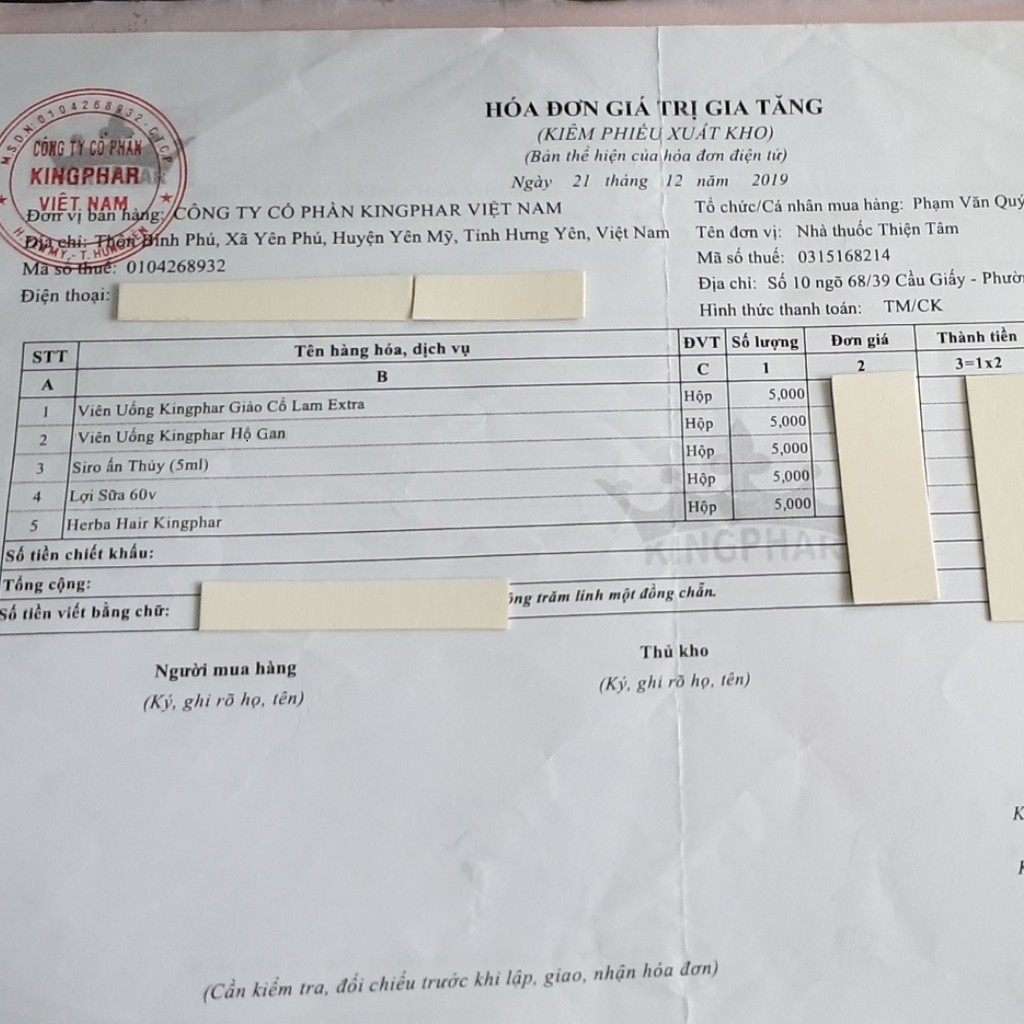 HÓA ĐƠN GIÁ TRỊ GIA TĂNG
(KIÊM PHIẾU XUẤT KHO)
(Bản thể hiện của hóa đơn điện tử)
Ngày 21 tháng 12 năm 2019
M.S.D.N: 0104268932 - C.T.C.P
CÔNG TY CỔ PHẦN
KINGPHAR
VIỆT NAM
Đơn vị bán hàng: CÔNG TY CỔ PHẦN KINGPHAR VIỆT NAM
Địa chỉ: Thôn Bình Phú, Xã Yên Phú, Huyện Yên Mỹ, Tỉnh Hưng Yên, Việt Nam
Mã số thuế: 0104268932
Điện thoại:
Tổ chức/Cá nhân mua hàng: Phạm Văn Quý
Tên đơn vị: Nhà thuốc Thiện Tâm
Mã số thuế: 0315168214
Địa chỉ: Số 10 ngõ 68/39 Cầu Giấy -
Hình thức thanh toán: TM/CK
STT Tên hàng hóa, dịch vụ ĐVT Số lượng Đơn giá Thành tiền
A B C 1 2 3=1x2
1 Viên Uống Kingphar Giảo Cổ Lam Extra Hộp 5,000
2 Viên Uống Kingphar Hộ Gan Hộp 5,000
3 Siro ấn Thủy (5ml) Hộp 5,000
4 Lợi Sữa 60v Hộp 5,000
5 Herba Hair Kingphar Hộp 5,000
KINGPHAR
Số tiền chiết khấu:
Tổng cộng:
Số tiền viết bằng chữ: trăm linh một đồng chẵn.
Người mua hàng Thủ kho
(Ký, ghi rõ họ, tên) (Ký, ghi rõ họ, tên)
(Cần kiểm tra, đối chiếu trước khi lập, giao, nhận hóa đơn)